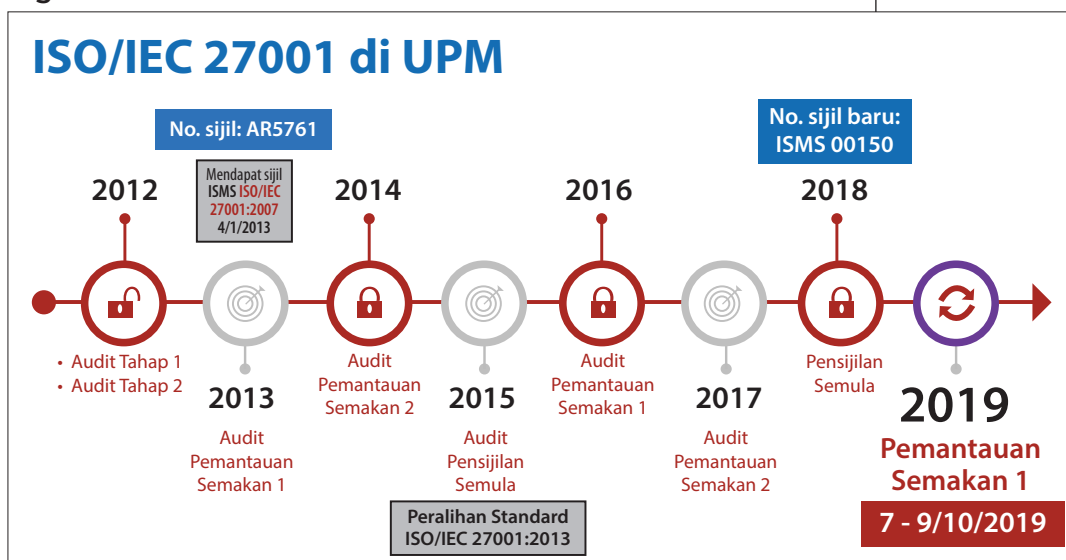 ISO/IEC 27001 di UPM
No. sijil: AR5761
No. sijil baru:
ISMS 00150
2012
Mendapat sijil
ISMS ISO/IEC
27001:2007
4/1/2013
2014
2016
2018
• Audit Tahap 1
• Audit Tahap 2
2013
Audit
Pemantauan
Semakan 1
Audit
Pemantauan
Semakan 2
2015
Audit
Pensijilan
Semula
Peralihan Standard
ISO/IEC 27001:2013
Audit
Pemantauan
Semakan 1
2017
Audit
Pemantauan
Semakan 2
Pensijilan
Semula
2019
Pemantauan
Semakan 1
7 - 9/10/2019